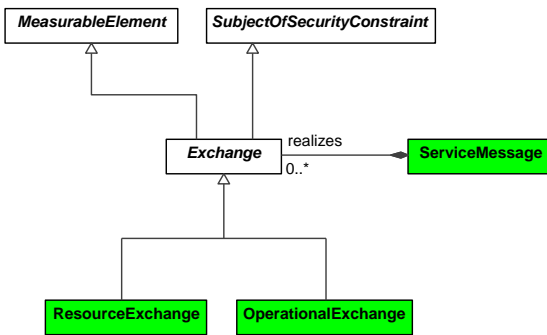 MeasurableElement
SubjectOfSecurityConstraint
Exchange
realizes
0..*
ServiceMessage
ResourceExchange
OperationalExchange